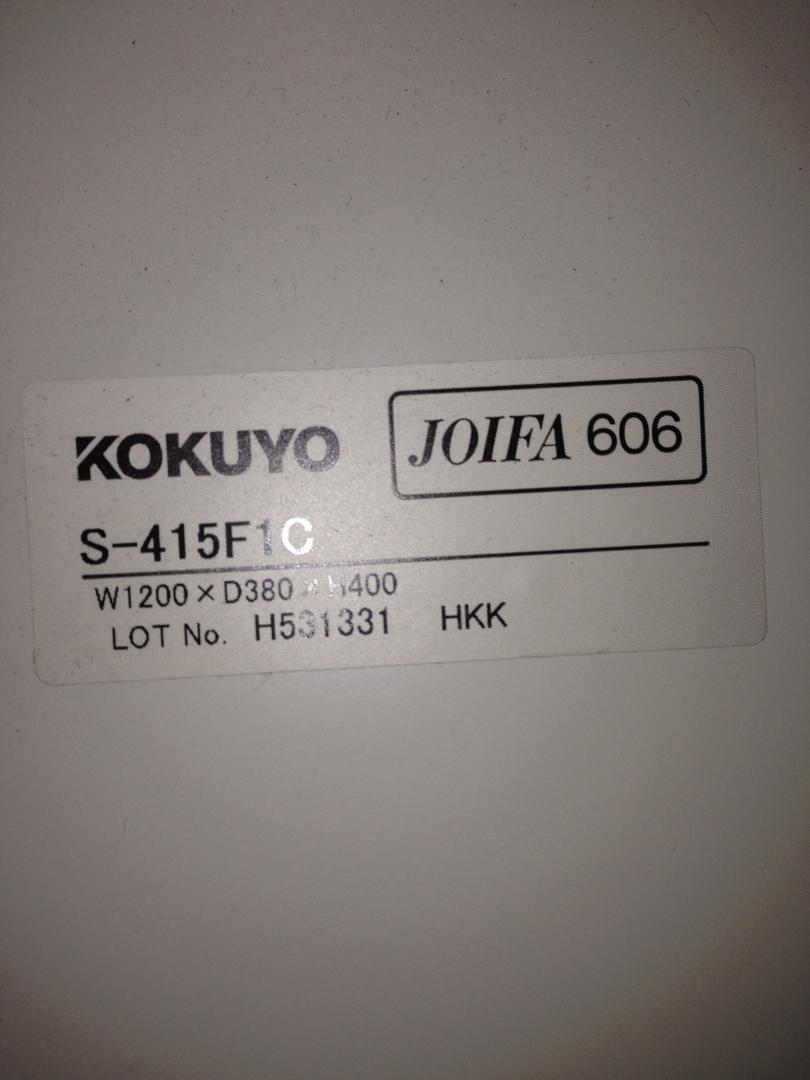 KOKUYO JOIFA 606
S-415F1C
W1200×D380×H400
LOT No. H531331 HKK